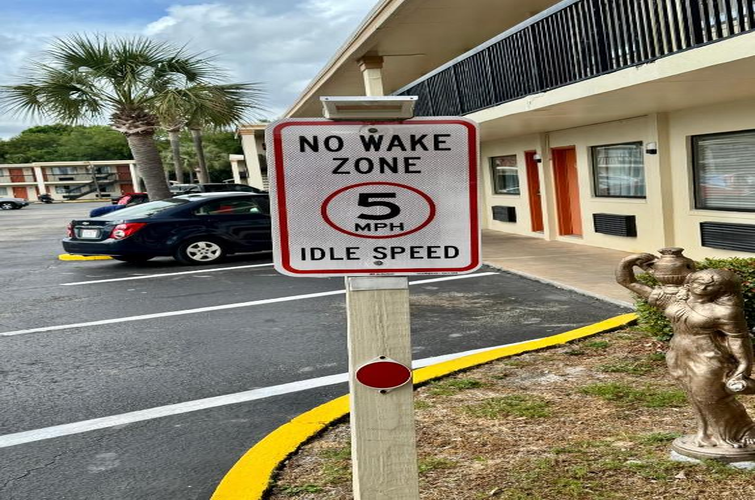 NO WAKE
ZONE
5
MPH
IDLE SPEED